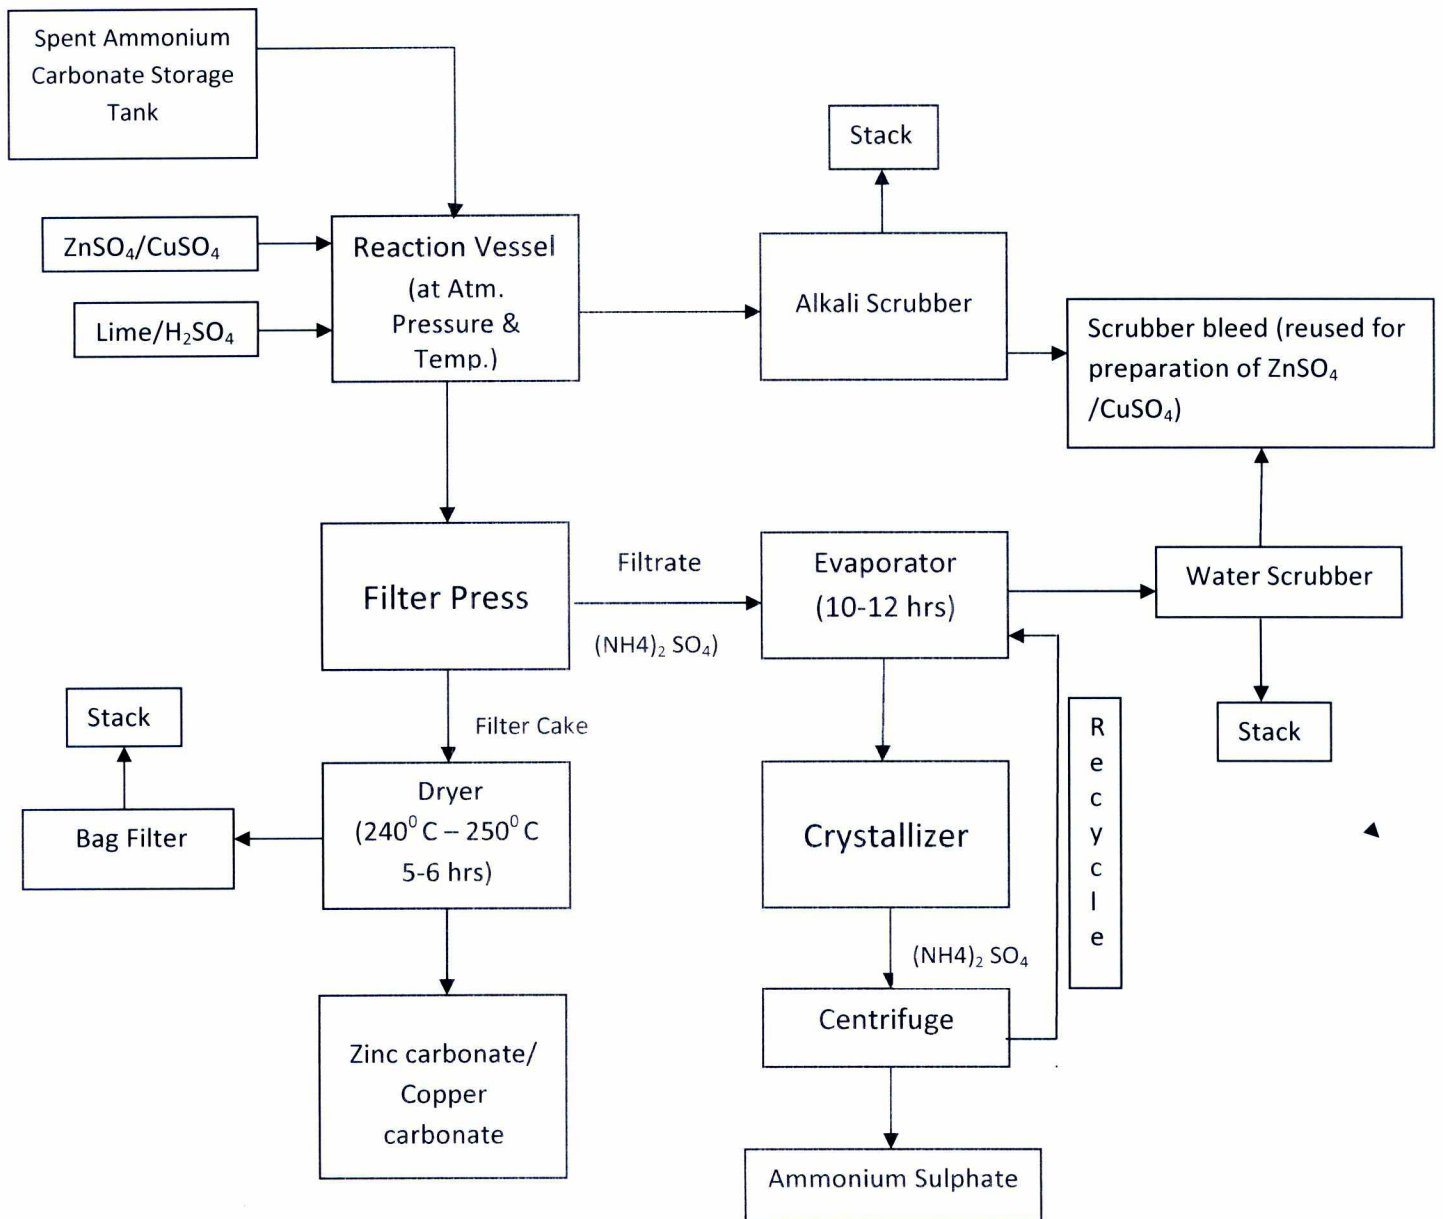 Spent Ammonium
Carbonate Storage
Tank
Stack
ZnSO₄/CuSO₄
Reaction Vessel
(at Atm.
Pressure &
Temp.)
Lime/H₂SO₄
Alkali Scrubber
Scrubber bleed (reused for
preparation of ZnSO₄
/CuSO₄)
Filter Press
Filtrate
(NH4)₂ SO₄)
Evaporator
(10-12 hrs)
Water Scrubber
Stack
Filter Cake
Stack
Recycle
Bag Filter
Dryer
(240⁰ C – 250⁰ C
5-6 hrs)
Crystallizer
(NH4)₂ SO₄
Centrifuge
Zinc carbonate/
Copper
carbonate
Ammonium Sulphate